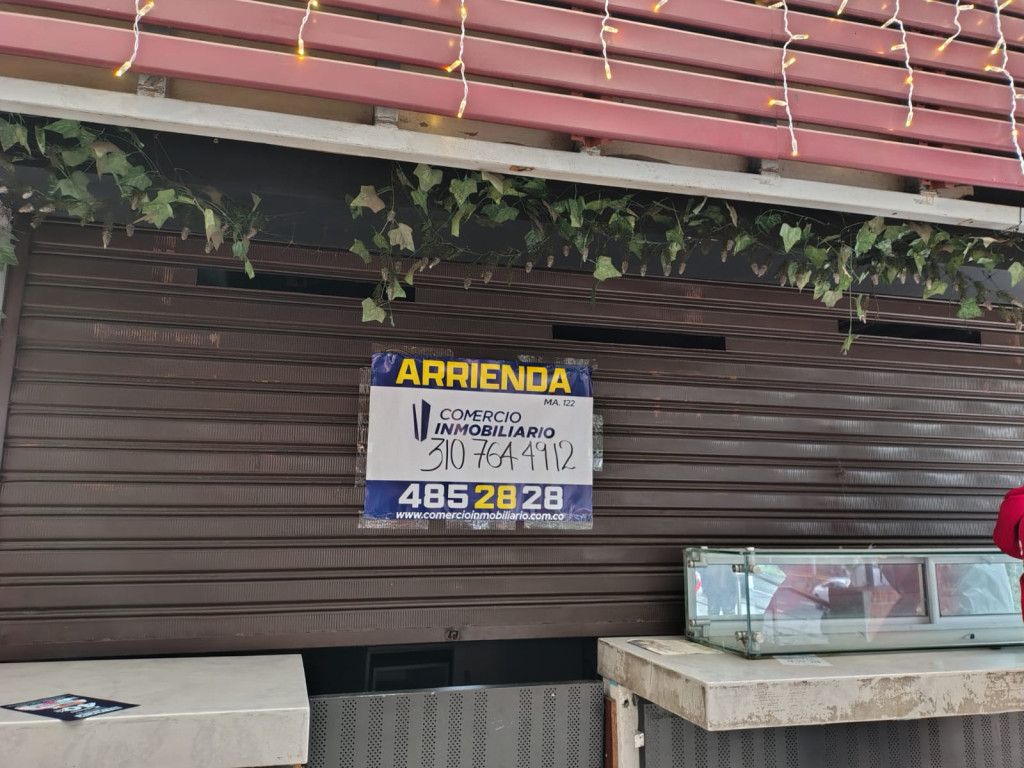 ARRIENDA
MA. 122
COMERCIO
INMOBILIARIO
310 764 4912
485 28 28
www.comercioinmobiliario.com.co